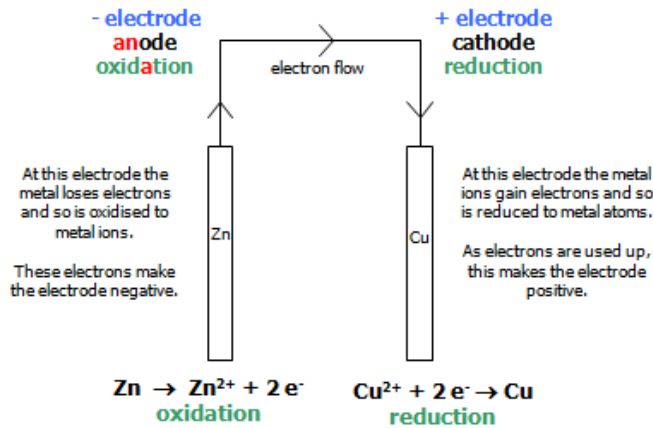 - electrode
anode
oxidation
+ electrode
cathode
reduction
electron flow
At this electrode the
metal loses electrons
and so is oxidised to
metal ions.
These electrons make
the electrode negative.
Zn
Cu
At this electrode the metal
ions gain electrons and so
is reduced to metal atoms.
As electrons are used up,
this makes the electrode
positive.
Zn → Zn²⁺ + 2 e⁻
oxidation
Cu²⁺ + 2 e⁻ → Cu
reduction